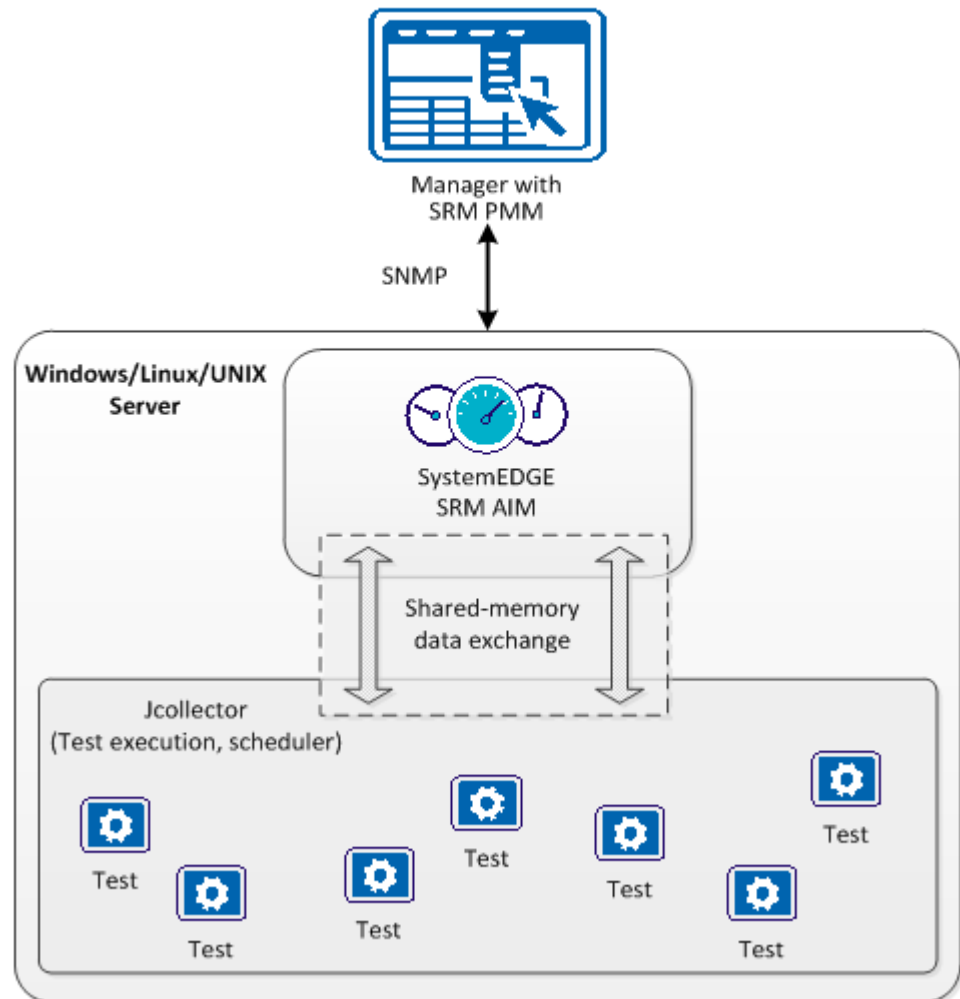 Manager with
SRM PMM
SNMP
Windows/Linux/UNIX
Server
SystemEDGE
SRM AIM
Shared-memory
data exchange
Jcollector
(Test execution, scheduler)
Test
Test
Test
Test
Test
Test
Test